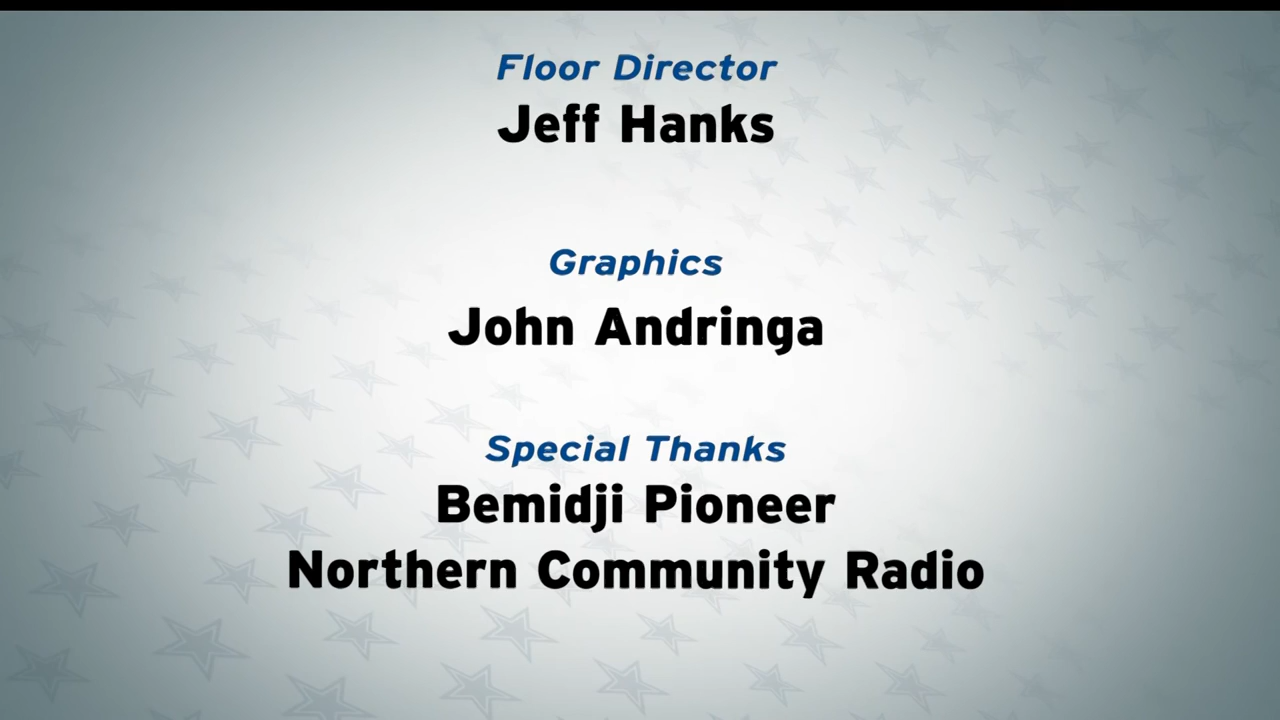 Floor Director
Jeff Hanks
Graphics
John Andringa
Special Thanks
Bemidji Pioneer
Northern Community Radio